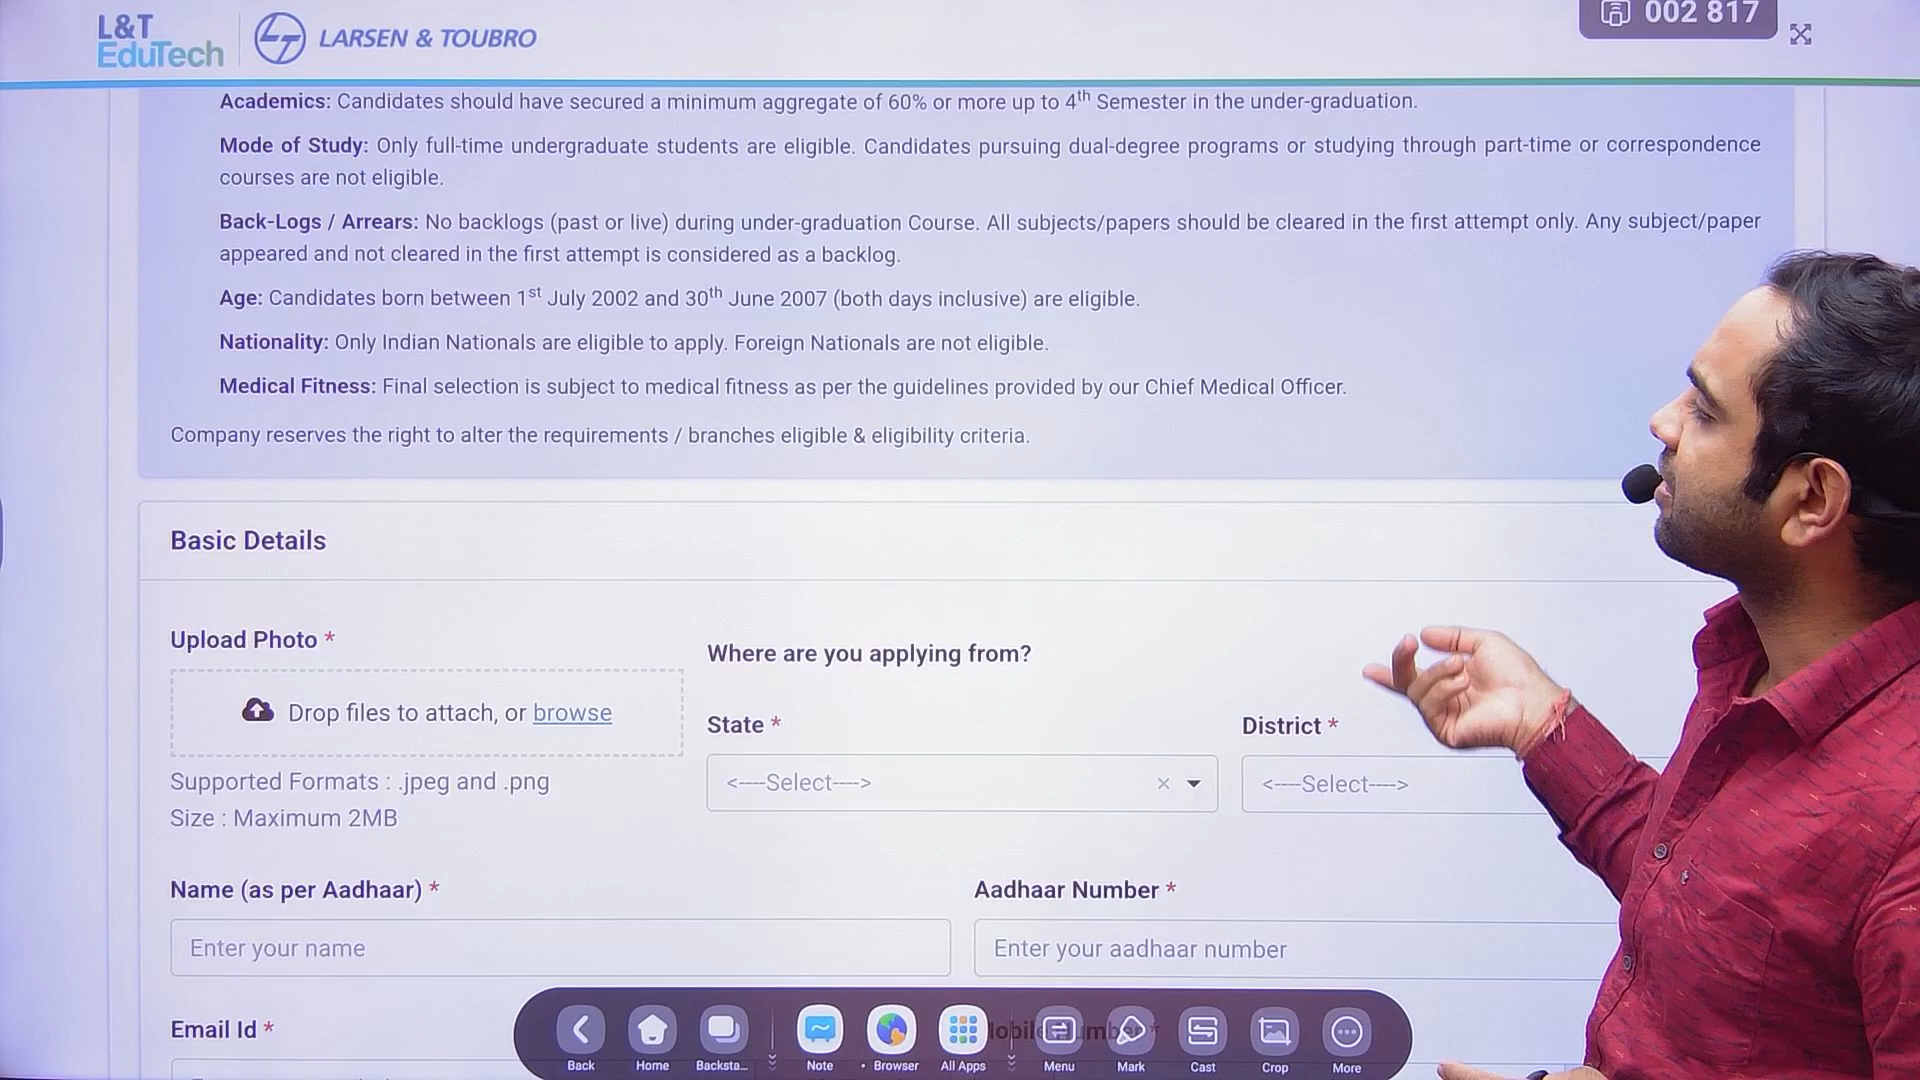 L&T
EduTech
LARSEN & TOUBRO
002 817
Academics: Candidates should have secured a minimum aggregate of 60% or more up to 4th Semester in the under-graduation.
Mode of Study: Only full-time undergraduate students are eligible. Candidates pursuing dual-degree programs or studying through part-time or correspondence
courses are not eligible.
Back-Logs / Arrears: No backlogs (past or live) during under-graduation Course. All subjects/papers should be cleared in the first attempt only. Any subject/paper
appeared and not cleared in the first attempt is considered as a backlog.
Age: Candidates born between 1st July 2002 and 30th June 2007 (both days inclusive) are eligible.
Nationality: Only Indian Nationals are eligible to apply. Foreign Nationals are not eligible.
Medical Fitness: Final selection is subject to medical fitness as per the guidelines provided by our Chief Medical Officer.
Company reserves the right to alter the requirements / branches eligible & eligibility criteria.
Basic Details
Upload Photo *
Where are you applying from?
Drop files to attach, or browse
State *
District *
<----Select---->
<----Select---->
Supported Formats : .jpeg and .png
Size : Maximum 2MB
Name (as per Aadhaar) *
Aadhaar Number *
Enter your name
Enter your aadhaar number
Email Id *
Back
Home
Backsta...
Note
Browser
All Apps
Menu
Mark
Cast
Crop
More